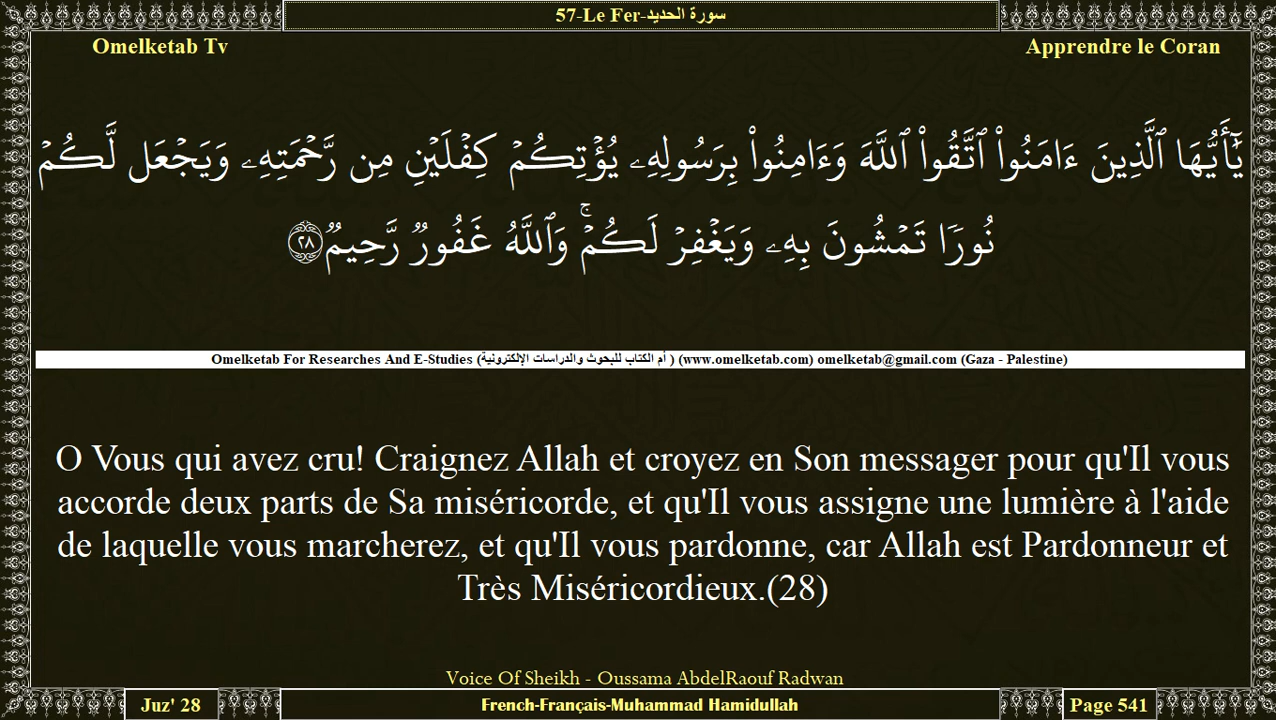 57-Le Fer-سورة الحديد
Omelketab Tv
Apprendre le Coran
يَٰٓأَيُّهَا ٱلَّذِينَ ءَامَنُوا۟ ٱتَّقُوا۟ ٱللَّهَ وَءَامِنُوا۟ بِرَسُولِهِۦ يُؤْتِكُمْ كِفْلَيْنِ مِن رَّحْمَتِهِۦ وَيَجْعَل لَّكُمْ
نُورًا تَمْشُونَ بِهِۦ وَيَغْفِرْ لَكُمْ ۚ وَٱللَّهُ غَفُورٌ رَّحِيمٌ ٢٨
Omelketab For Researches And E-Studies (أم الكتاب للبحوث والدراسات الإلكترونية ) (www.omelketab.com) omelketab@gmail.com (Gaza - Palestine)
O Vous qui avez cru! Craignez Allah et croyez en Son messager pour qu'Il vous
accorde deux parts de Sa miséricorde, et qu'Il vous assigne une lumière à l'aide
de laquelle vous marcherez, et qu'Il vous pardonne, car Allah est Pardonneur et
Très Miséricordieux.(28)
Voice Of Sheikh - Oussama AbdelRaouf Radwan
Juz' 28
French-Français-Muhammad Hamidullah
Page 541